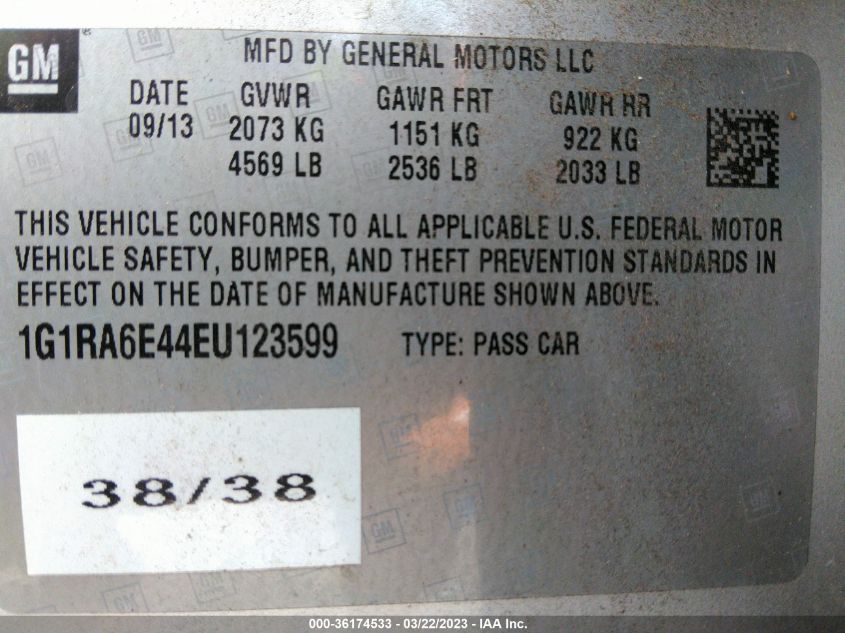 GM
MFD BY GENERAL MOTORS LLC
DATE GVWR GAWR FRT GAWR RR
09/13 2073 KG 1151 KG 922 KG
4569 LB 2536 LB 2033 LB
THIS VEHICLE CONFORMS TO ALL APPLICABLE U.S. FEDERAL MOTOR
VEHICLE SAFETY, BUMPER, AND THEFT PREVENTION STANDARDS IN
EFFECT ON THE DATE OF MANUFACTURE SHOWN ABOVE.
1G1RA6E44EU123599 TYPE: PASS CAR
38/38
000-36174533 - 03/22/2023 - IAA Inc.